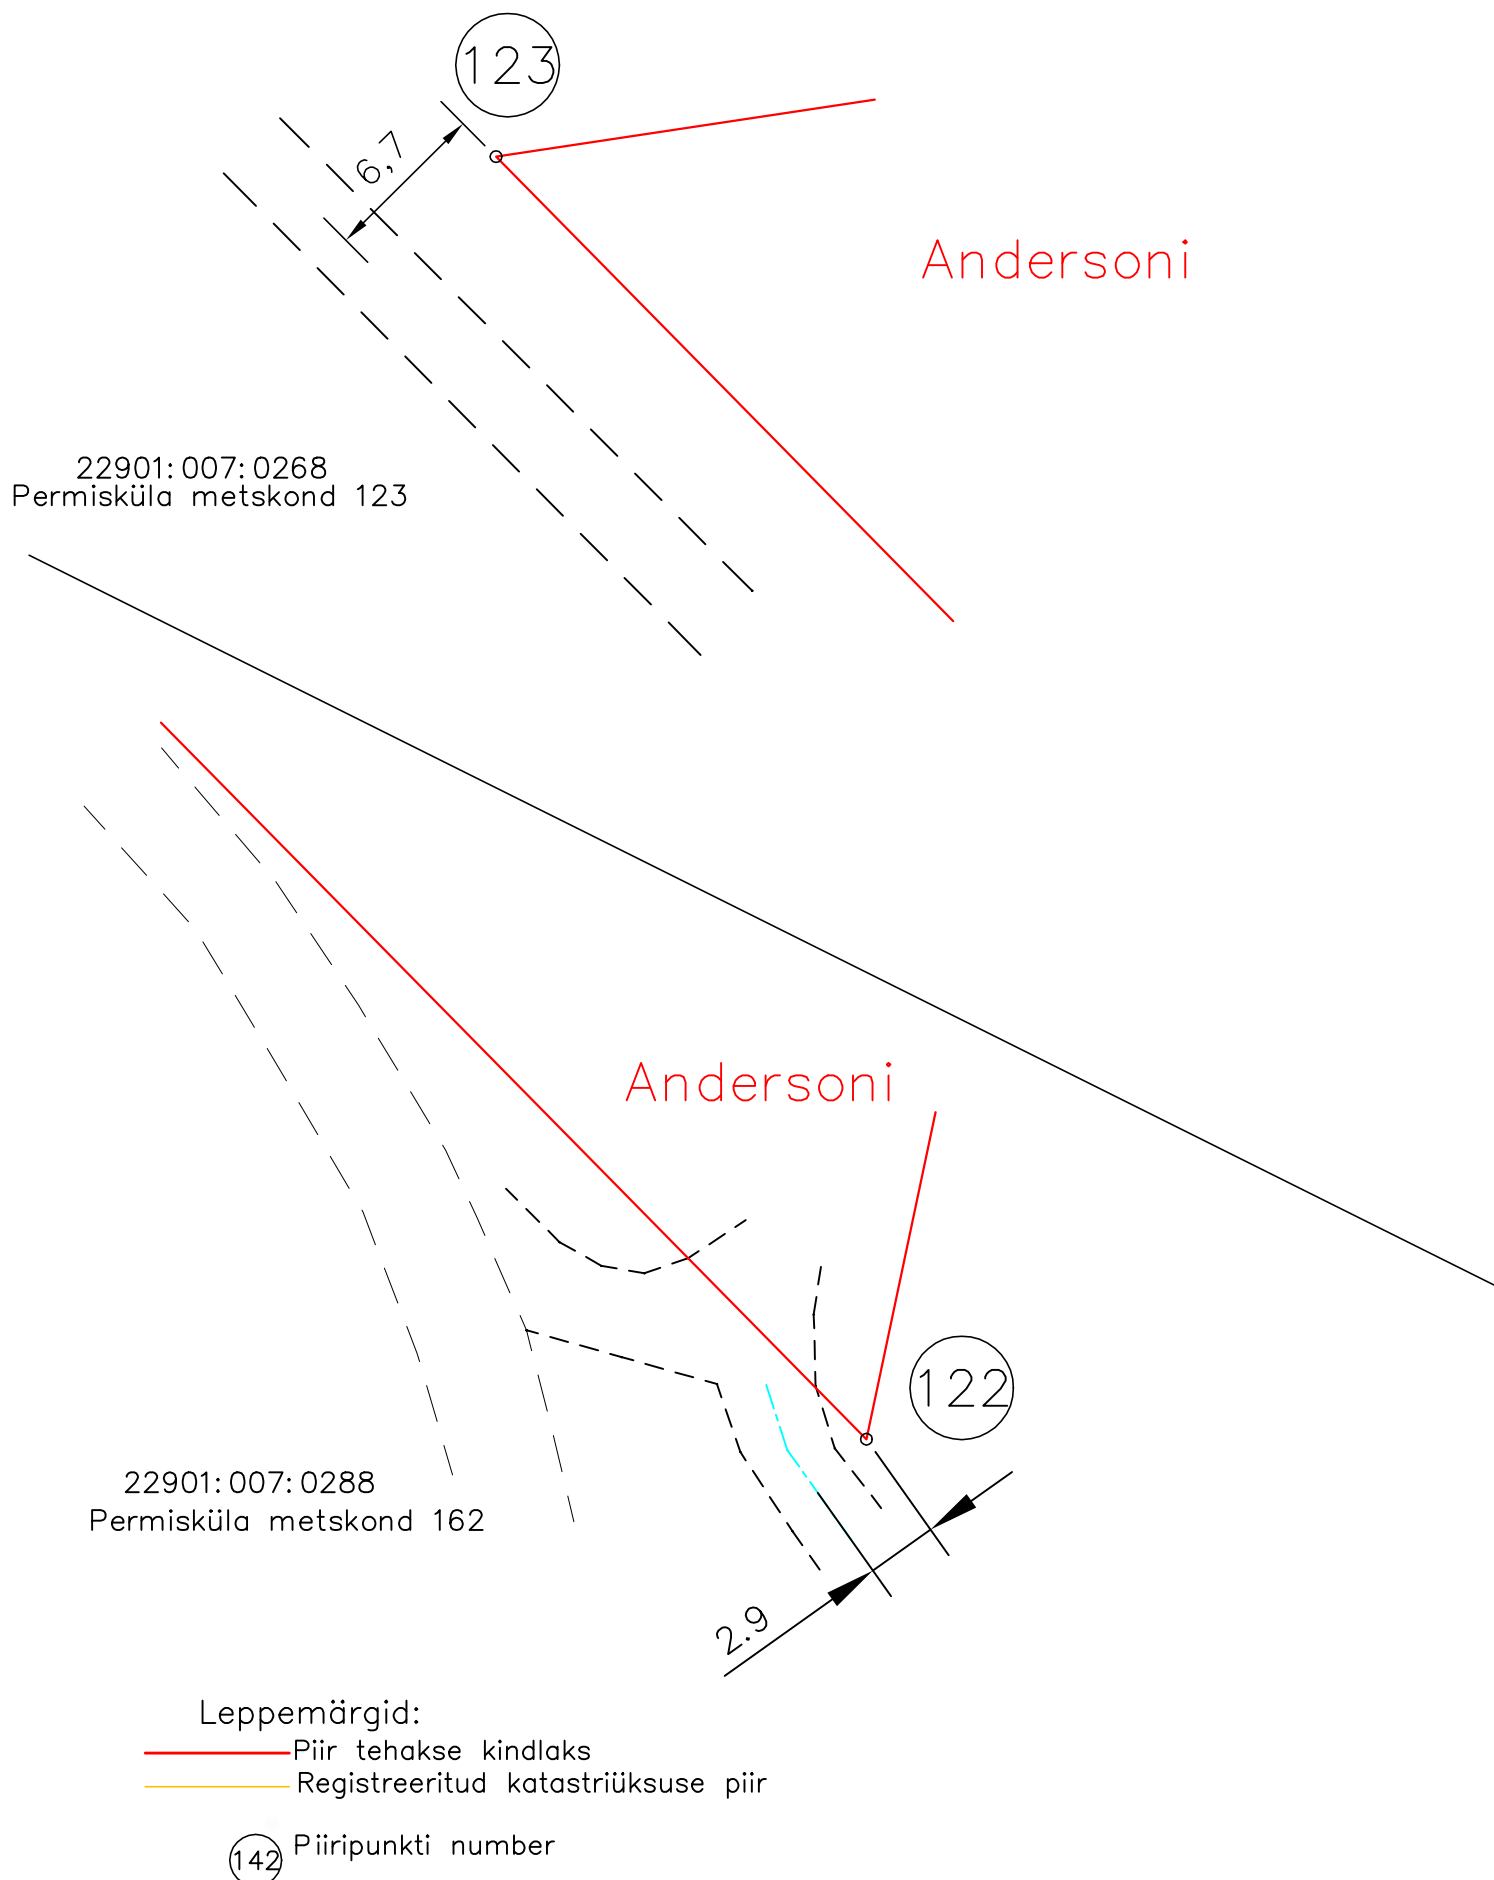 123
6,7
Andersoni
22901:007:0268
Permisküla metskond 123
Andersoni
122
22901:007:0288
Permisküla metskond 162
2.9
Leppemärgid:
Piir tehakse kindlaks
Registreeritud katastriüksuse piir
142 Piiripunkti number